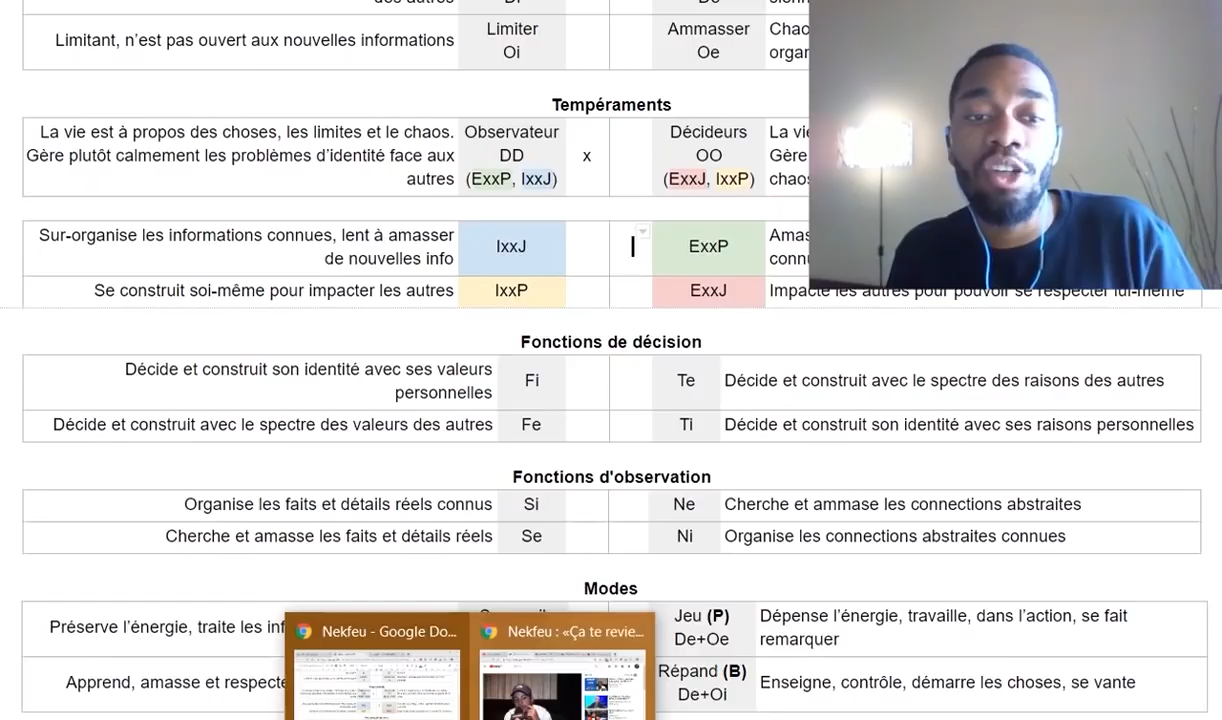 des autres
Di
De
Limitant, n’est pas ouvert aux nouvelles informations
Limiter
Oi
Ammasser
Oe
Chao
organ
Tempéraments
La vie est à propos des choses, les limites et le chaos.
Gère plutôt calmement les problèmes d’identité face aux
autres
Observateur
DD
(ExxP, IxxJ)
x
Décideurs
OO
(ExxJ, IxxP)
La vie
Gère
chaos
Sur-organise les informations connues, lent à amasser
de nouvelles info
IxxJ
ExxP
Amas
connu
Se construit soi-même pour impacter les autres
IxxP
ExxJ
Impacte les autres pour pouvoir se respecter lui-même
Fonctions de décision
Décide et construit son identité avec ses valeurs
personnelles
Fi
Te
Décide et construit avec le spectre des raisons des autres
Décide et construit avec le spectre des valeurs des autres
Fe
Ti
Décide et construit son identité avec ses raisons personnelles
Fonctions d'observation
Organise les faits et détails réels connus
Si
Ne
Cherche et ammase les connections abstraites
Cherche et amasse les faits et détails réels
Se
Ni
Organise les connections abstraites connues
Modes
Préserve l’énergie, traite les inf
Jeu (P)
De+Oe
Dépense l’énergie, travaille, dans l’action, se fait
remarquer
Apprend, amasse et respecte
Répand (B)
De+Oi
Enseigne, contrôle, démarre les choses, se vante
Nekfeu - Google Do...
Nekfeu : «Ça te revie...